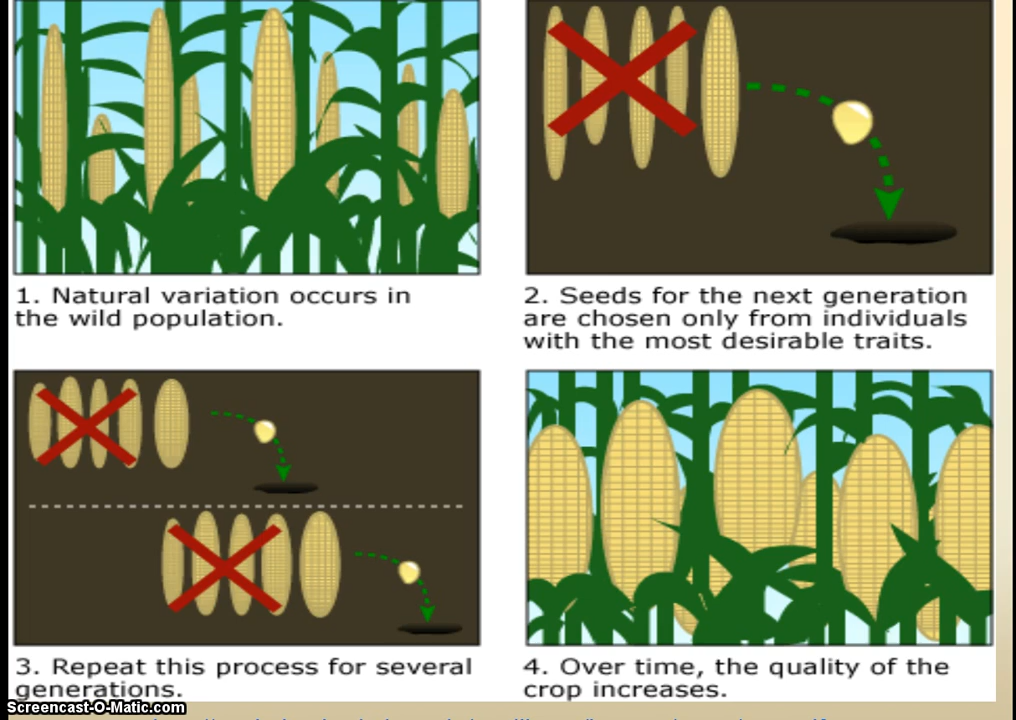 1. Natural variation occurs in
the wild population.
2. Seeds for the next generation
are chosen only from individuals
with the most desirable traits.
3. Repeat this process for several
generations.
4. Over time, the quality of the
crop increases.
Screencast-O-Matic.com